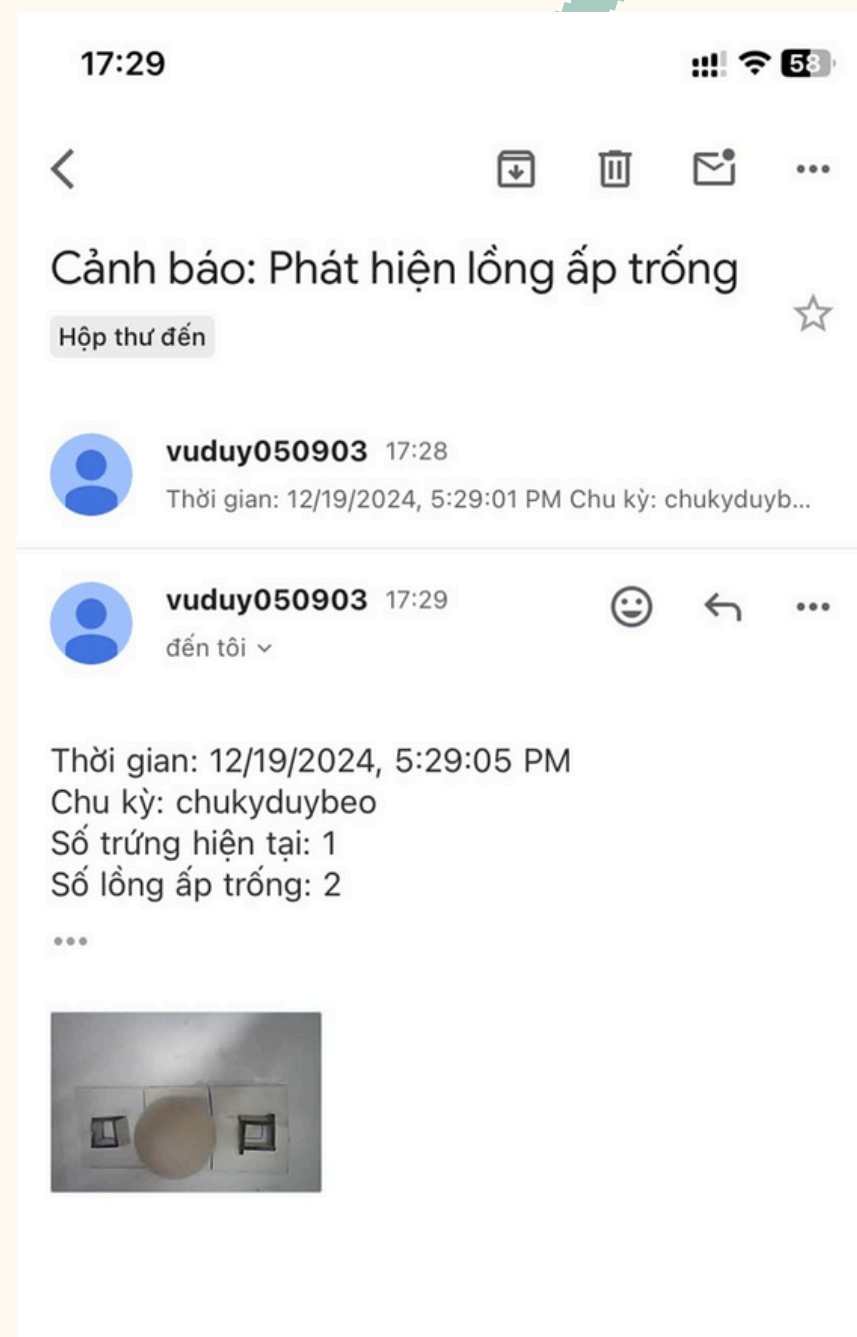 17:29
58
Cảnh báo: Phát hiện lồng ấp trống
Hộp thư đến
vuduy050903 17:28
Thời gian: 12/19/2024, 5:29:01 PM Chu kỳ: chukyduyb...
vuduy050903 17:29
đến tôi
Thời gian: 12/19/2024, 5:29:05 PM
Chu kỳ: chukyduybeo
Số trứng hiện tại: 1
Số lồng ấp trống: 2